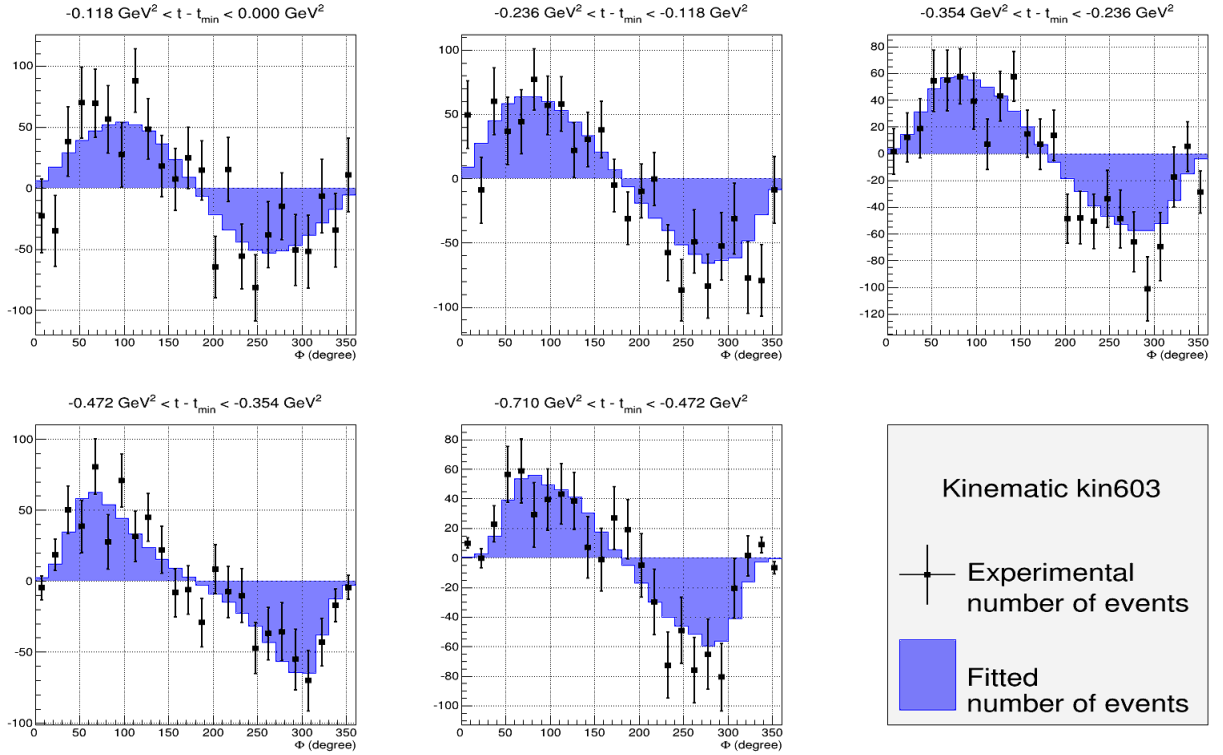 -0.118 GeV² < t - t_min < 0.000 GeV²
100
50
0
-50
-100
0 50 100 150 200 250 300 350
Φ (degree)
-0.236 GeV² < t - t_min < -0.118 GeV²
100
50
0
-50
-100
0 50 100 150 200 250 300 350
Φ (degree)
-0.354 GeV² < t - t_min < -0.236 GeV²
80
60
40
20
0
-20
-40
-60
-80
-100
-120
0 50 100 150 200 250 300 350
Φ (degree)
-0.472 GeV² < t - t_min < -0.354 GeV²
100
50
0
-50
-100
0 50 100 150 200 250 300 350
Φ (degree)
-0.710 GeV² < t - t_min < -0.472 GeV²
80
60
40
20
0
-20
-40
-60
-80
-100
0 50 100 150 200 250 300 350
Φ (degree)
Kinematic kin603
Experimental
number of events
Fitted
number of events